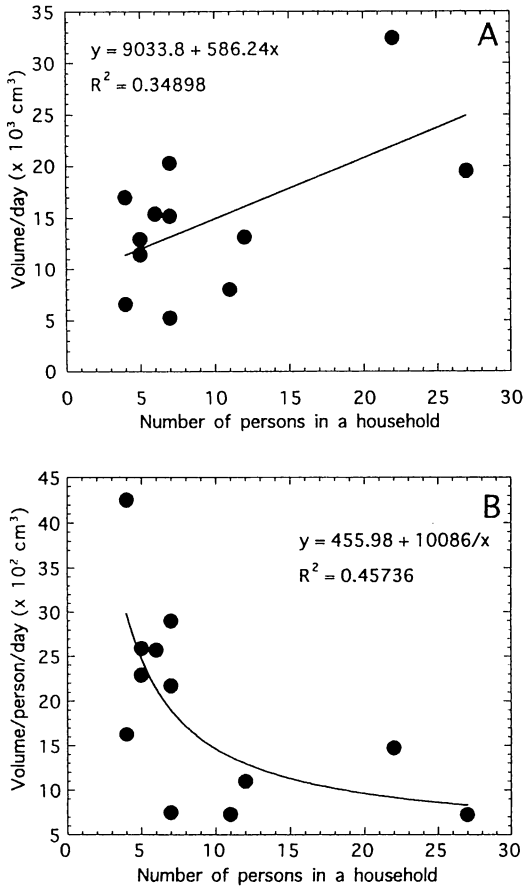 A
y = 9033.8 + 586.24x
R² = 0.34898
Volume/day (x 10³ cm³)
35
30
25
20
15
10
5
0
0 5 10 15 20 25 30
Number of persons in a household
B
y = 455.98 + 10086/x
R² = 0.45736
Volume/person/day (x 10² cm³)
45
40
35
30
25
20
15
10
5
0 5 10 15 20 25 30
Number of persons in a household